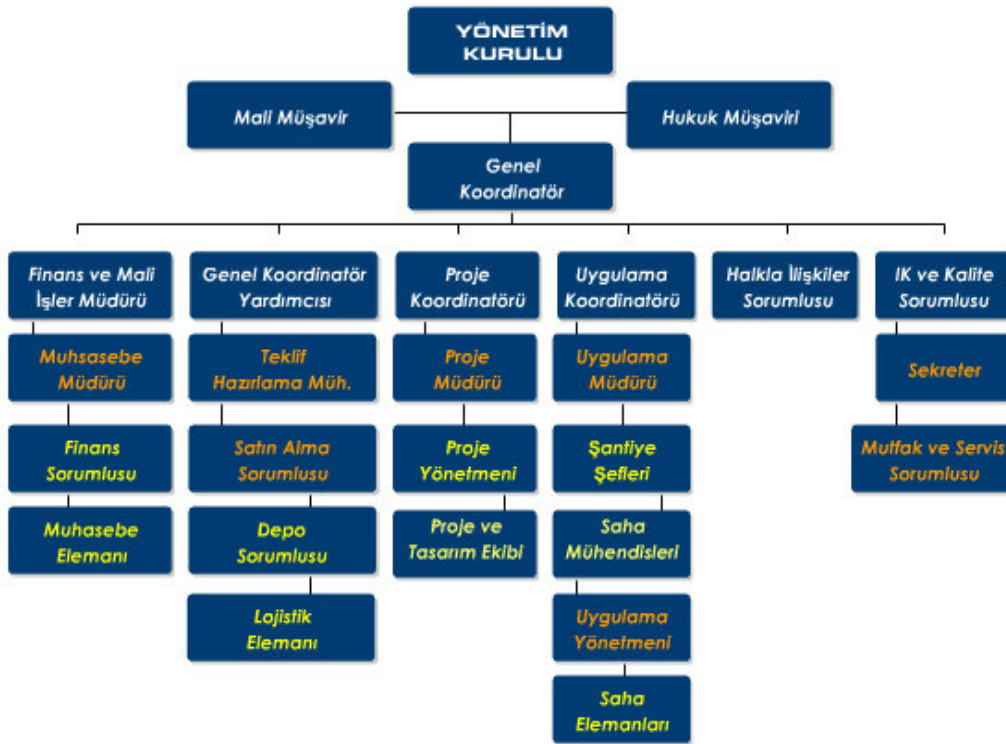 YÖNETİM
KURULU
Mali Müşavir
Hukuk Müşaviri
Genel
Koordinatör
Finans ve Mali
İşler Müdürü
Genel Koordinatör
Yardımcısı
Proje
Koordinatörü
Uygulama
Koordinatörü
Halkla İlişkiler
Sorumlusu
IK ve Kalite
Sorumlusu
Muhsasebe
Müdürü
Teklif
Hazırlama Müh.
Proje
Müdürü
Uygulama
Müdürü
Sekreter
Finans
Sorumlusu
Satın Alma
Sorumlusu
Proje
Yönetmeni
Şantiye
Şefleri
Mutfak ve Servis
Sorumlusu
Muhasebe
Elemanı
Depo
Sorumlusu
Proje ve
Tasarım Ekibi
Saha
Mühendisleri
Lojistik
Elemanı
Uygulama
Yönetmeni
Saha
Elemanları